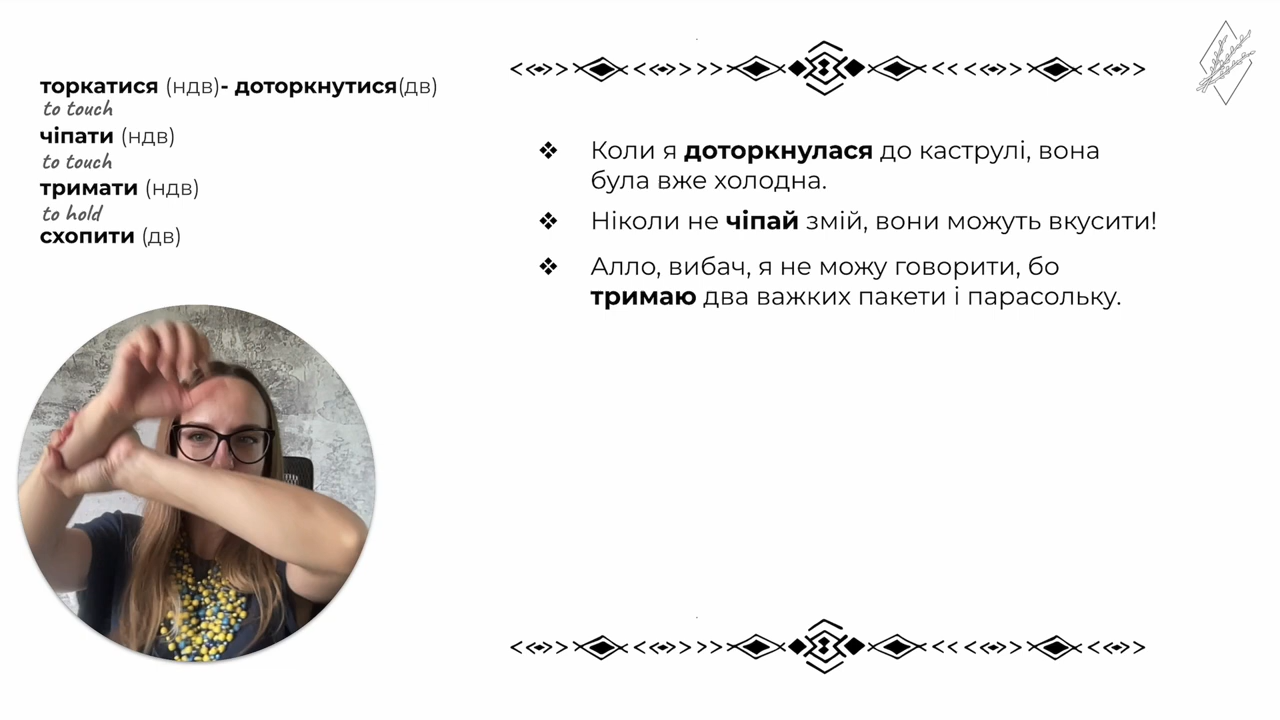 торкатися (ндв)- доторкнутися(дв)
to touch
чіпати (ндв)
to touch
тримати (ндв)
to hold
схопити (дв)
❖ Коли я доторкнулася до каструлі, вона
була вже холодна.
❖ Ніколи не чіпай змій, вони можуть вкусити!
❖ Алло, вибач, я не можу говорити, бо
тримаю два важких пакети і парасольку.